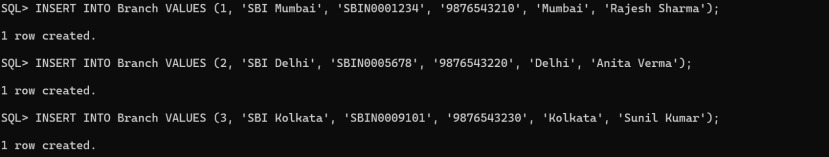 SQL> INSERT INTO Branch VALUES (1, 'SBI Mumbai', 'SBIN0001234', '9876543210', 'Mumbai', 'Rajesh Sharma');
1 row created.
SQL> INSERT INTO Branch VALUES (2, 'SBI Delhi', 'SBIN0005678', '9876543220', 'Delhi', 'Anita Verma');
1 row created.
SQL> INSERT INTO Branch VALUES (3, 'SBI Kolkata', 'SBIN0009101', '9876543230', 'Kolkata', 'Sunil Kumar');
1 row created.